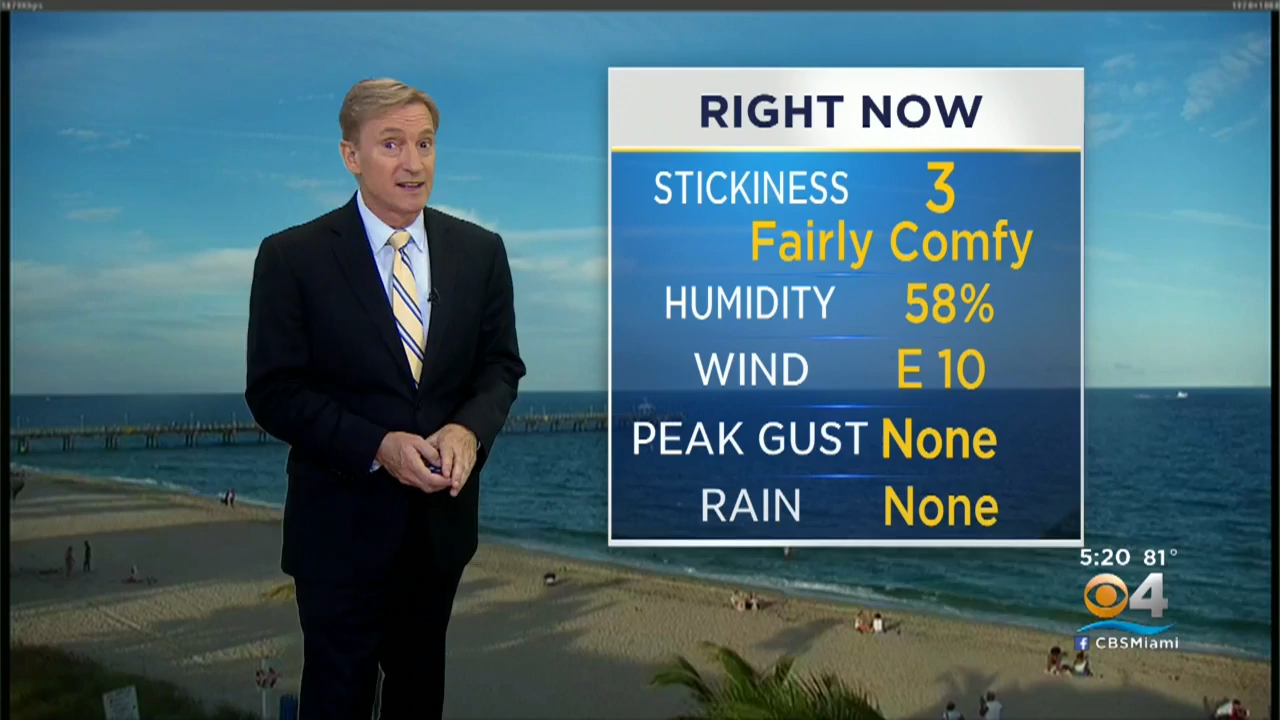 RIGHT NOW
STICKINESS 3
Fairly Comfy
HUMIDITY 58%
WIND E 10
PEAK GUST None
RAIN None
5:20 81°
4
CBSMiami